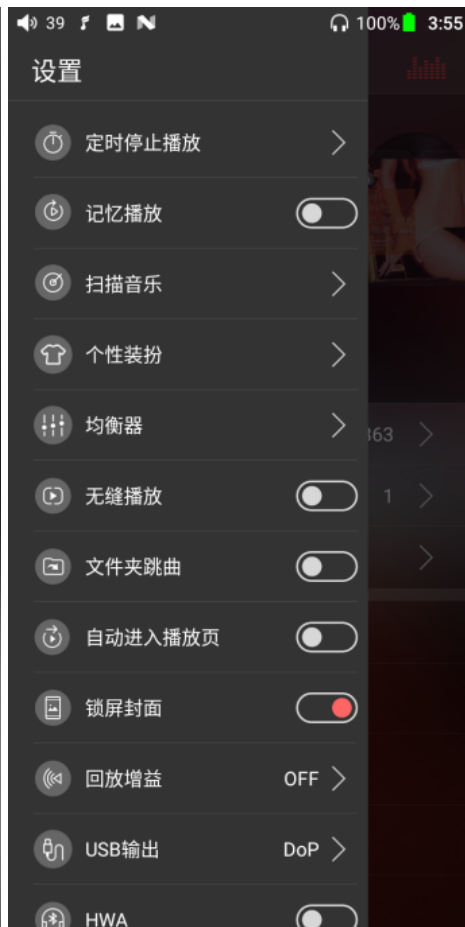 39 100% 3:55
设置
定时停止播放
记忆播放
扫描音乐
个性装扮
均衡器
363
无缝播放
1
文件夹跳曲
自动进入播放页
锁屏封面
回放增益 OFF
USB输出 DoP
HWA